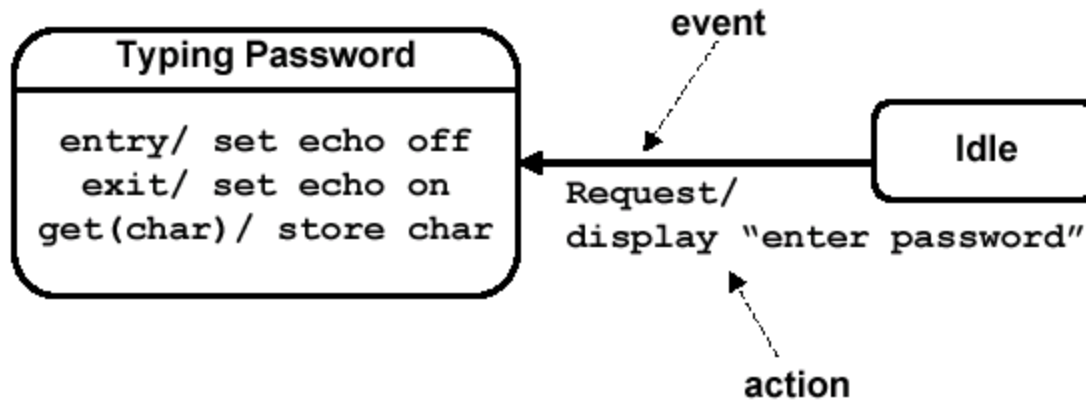 event
Typing Password
entry/ set echo off
exit/ set echo on
get(char)/ store char
Idle
Request/
display “enter password”
action